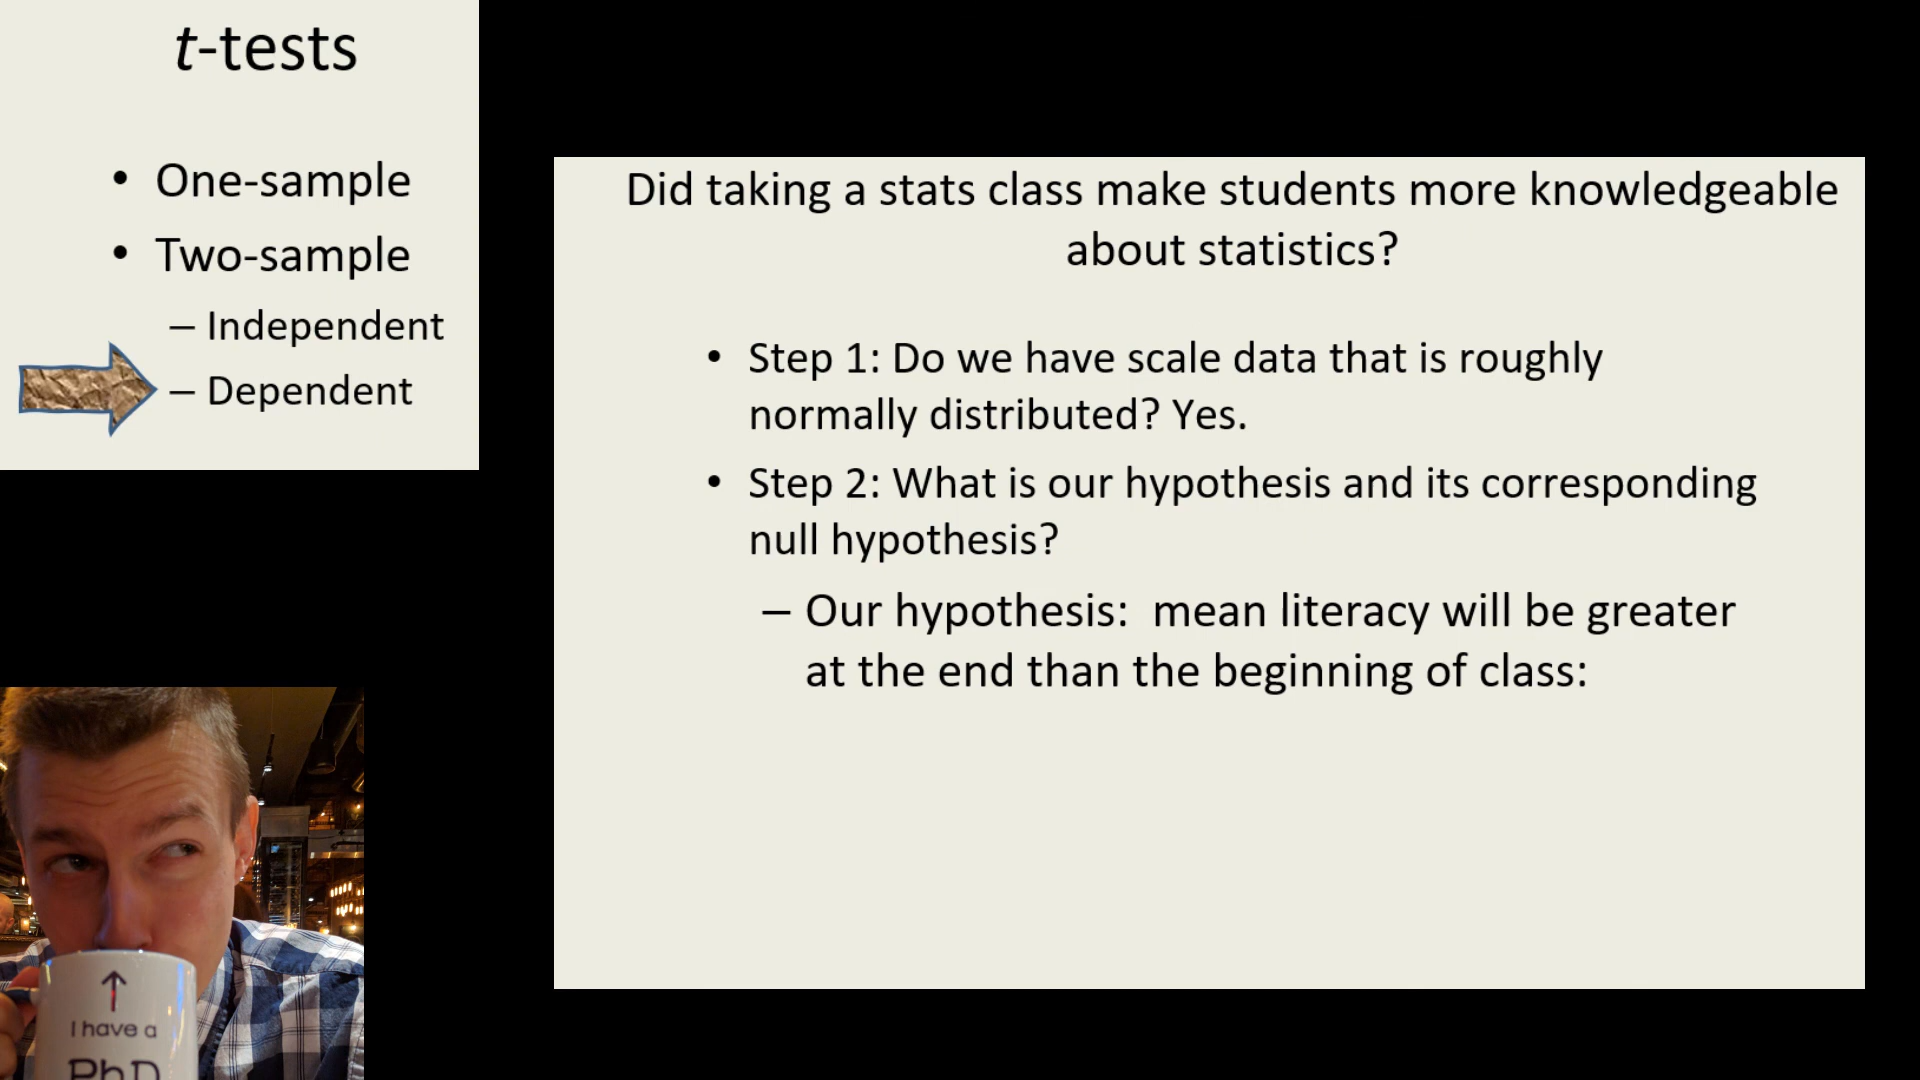 t-tests
• One-sample
• Two-sample
– Independent
– Dependent
Did taking a stats class make students more knowledgeable
about statistics?
• Step 1: Do we have scale data that is roughly
normally distributed? Yes.
• Step 2: What is our hypothesis and its corresponding
null hypothesis?
– Our hypothesis:  mean literacy will be greater
at the end than the beginning of class:
I have a
PhD